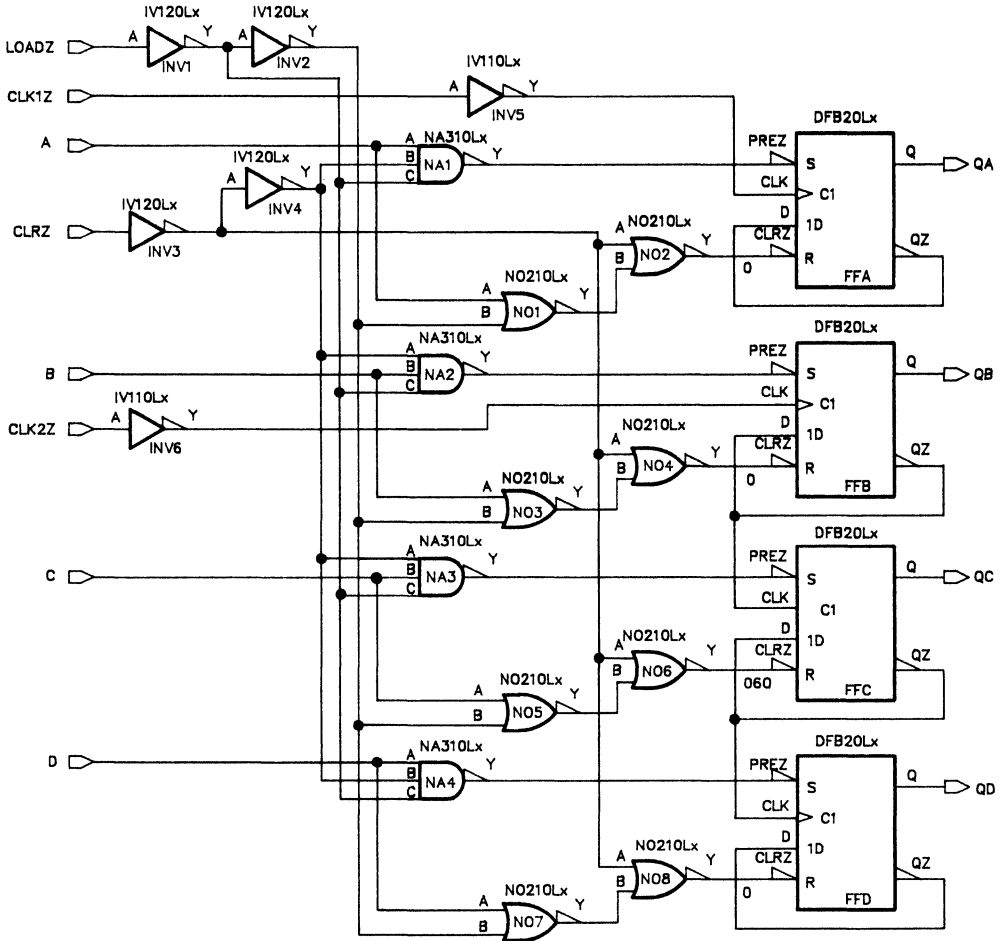 IV120Lx IV120Lx
LOADZ A Y A Y
INV1 INV2
IV110Lx
CLK1Z A Y
INV5
DFB20Lx
A
NA310Lx
A
B NA1 Y
C
PREZ S Q QA
CLK C1
D 1D
CLRZ R QZ
0
FFA
IV120Lx
A Y
INV4
IV120Lx
CLRZ Y
INV3
NO210Lx
A
B NO2 Y
NO210Lx
A
B NO1 Y
DFB20Lx
NA310Lx
A
B NA2 Y
C
B
PREZ S Q QB
CLK C1
D 1D
CLRZ R QZ
0
FFB
IV110Lx
CLK2Z A Y
INV6
NO210Lx
A
B NO4 Y
NO210Lx
A
B NO3 Y
DFB20Lx
NA310Lx
A
B NA3 Y
C
C
PREZ S Q QC
CLK C1
D 1D
CLRZ R QZ
060
FFC
NO210Lx
A
B NO6 Y
NO210Lx
A
B NO5 Y
DFB20Lx
NA310Lx
D
A
B NA4 Y
C
PREZ S Q QD
CLK C1
D 1D
CLRZ R QZ
0
FFD
NO210Lx
A
B NO8 Y
NO210Lx
A
B NO7 Y